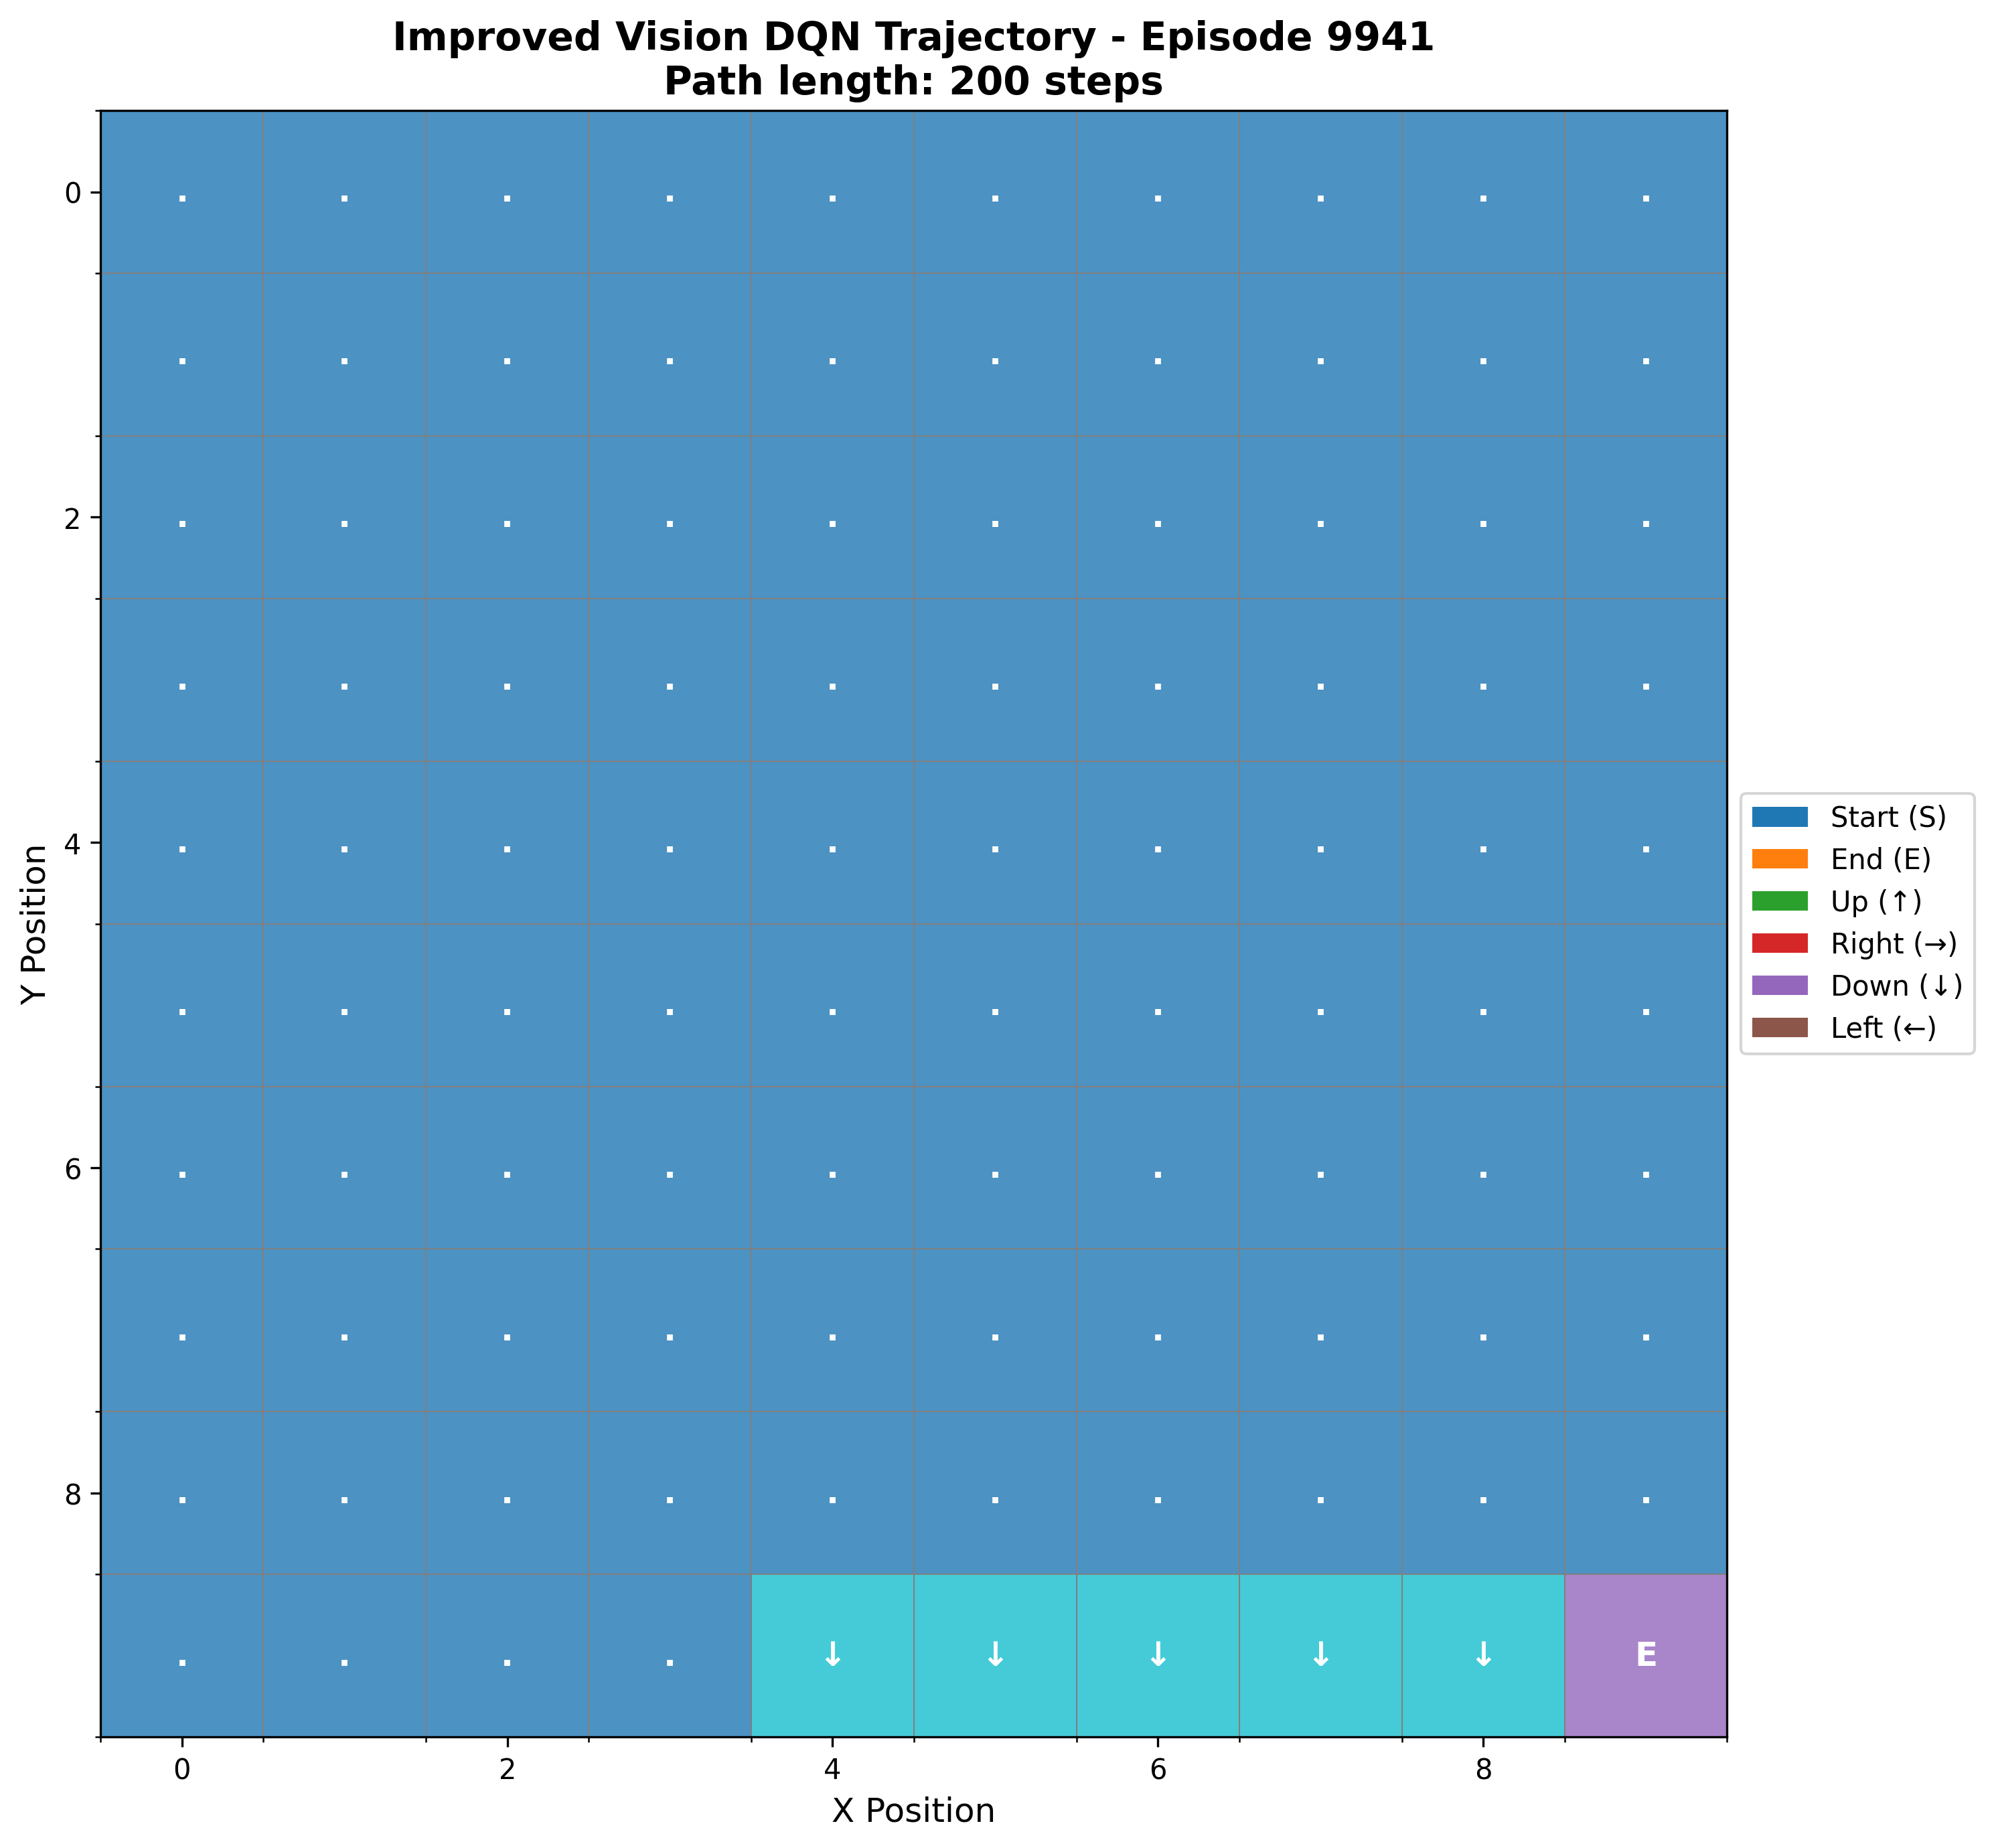 Improved Vision DQN Trajectory - Episode 9941
Path length: 200 steps
0
2
4
6
8
Y Position
. . . . . . . . . .
. . . . . . . . . .
. . . . . . . . . .
. . . . . . . . . .
. . . . . . . . . .
. . . . . . . . . .
. . . . . . . . . .
. . . . . . . . . .
. . . . . . . . . .
. . . . ↓ ↓ ↓ ↓ ↓ E
0 2 4 6 8
X Position
Start (S)
End (E)
Up (↑)
Right (→)
Down (↓)
Left (←)